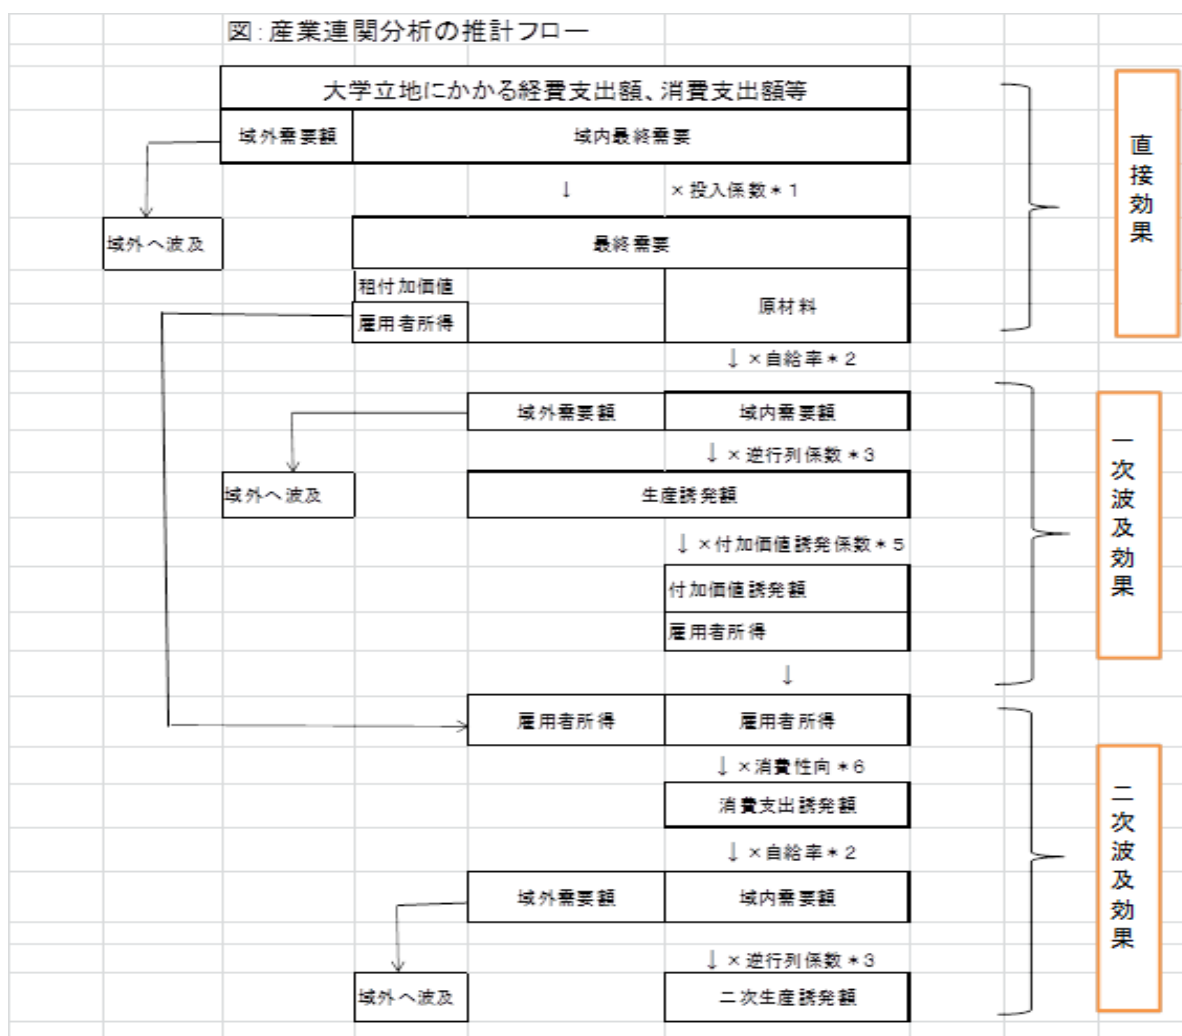 図:産業連関分析の推計フロー
大学立地にかかる経費支出額、消費支出額等
域外需要額
域内最終需要
↓ ×投入係数*1
域外へ波及
最終需要
粗付加価値
雇用者所得
原材料
↓×自給率*2
域外需要額
域内需要額
↓×逆行列係数*3
域外へ波及
生産誘発額
↓×付加価値誘発係数*5
付加価値誘発額
雇用者所得
↓
雇用者所得
雇用者所得
↓×消費性向*6
消費支出誘発額
↓×自給率*2
域外需要額
域内需要額
↓×逆行列係数*3
域外へ波及
二次生産誘発額
直接効果
一次波及効果
二次波及効果